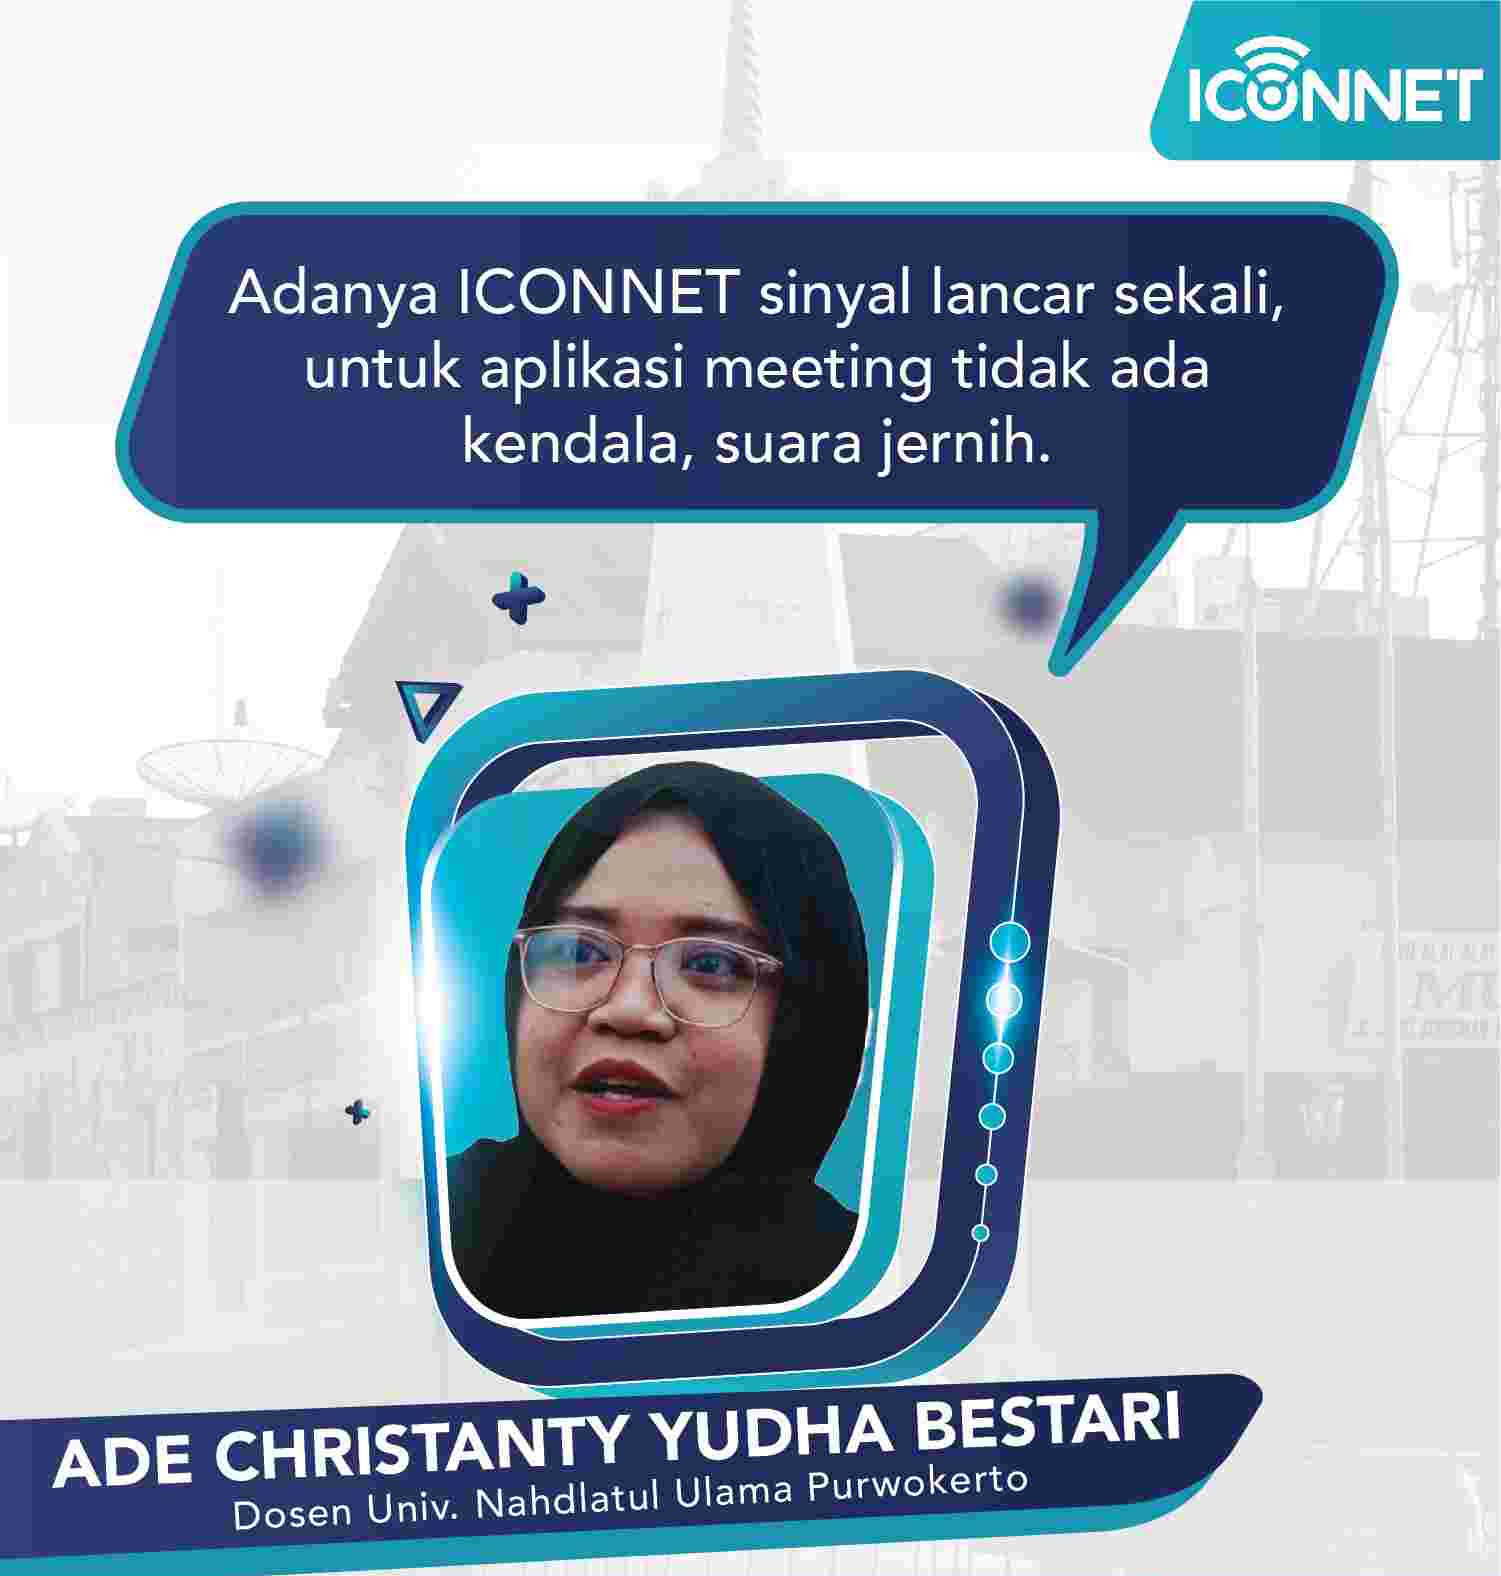 ICONNET
Adanya ICONNET sinyal lancar sekali,
untuk aplikasi meeting tidak ada
kendala, suara jernih.
ADE CHRISTANTY YUDHA BESTARI
Dosen Univ. Nahdlatul Ulama Purwokerto